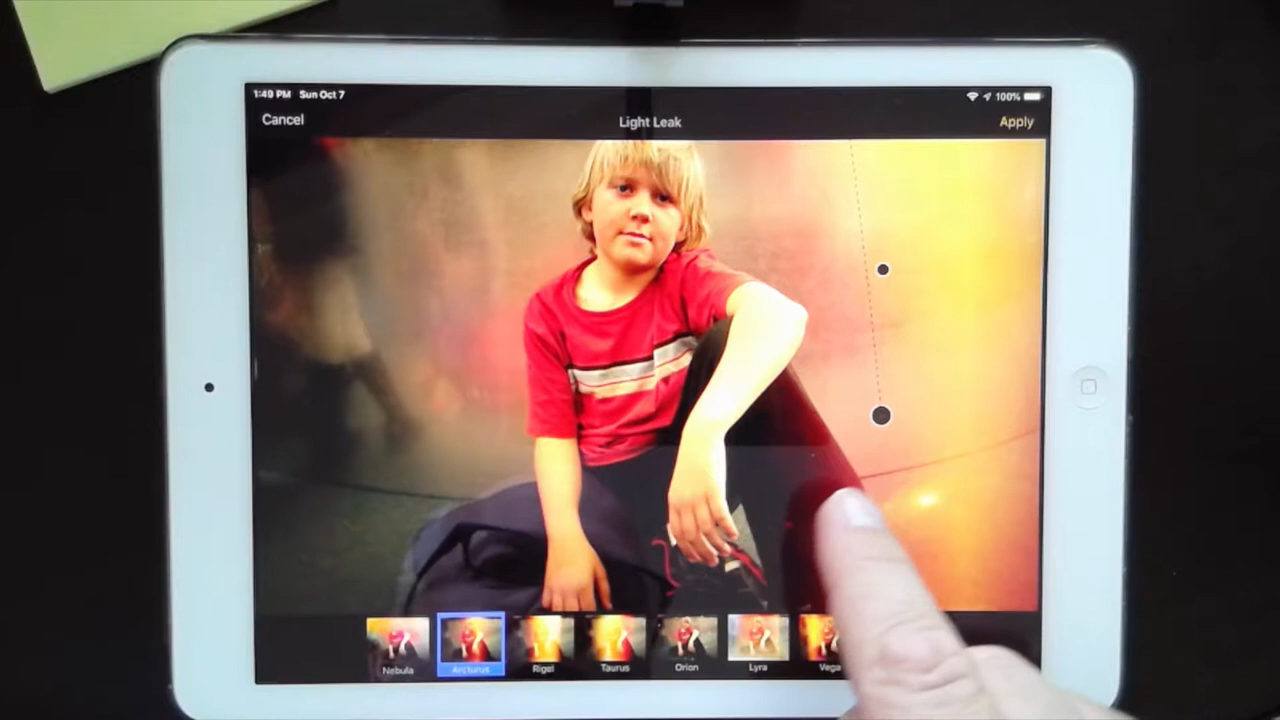 1:49 PM Sun Oct 7 100%
Cancel Light Leak Apply
Nebula Arcturus Rigel Taurus Orion Lyra Vega